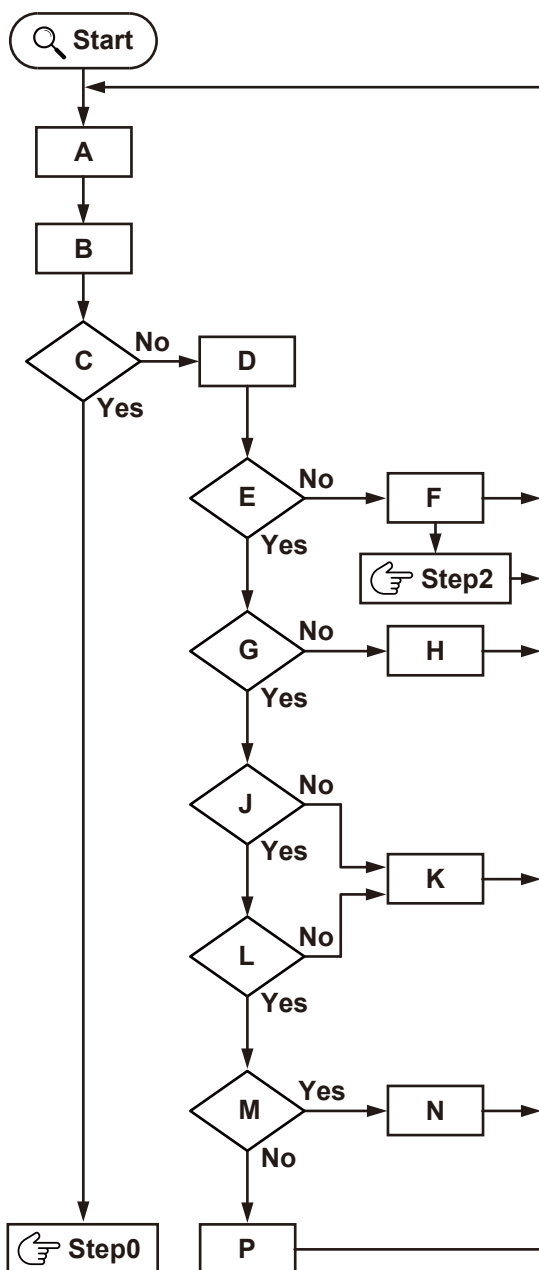 Start
A
B
C
No
D
Yes
E
No
F
Yes
Step2
G
No
H
Yes
J
No
Yes
K
L
No
Yes
M
Yes
N
No
Step0
P